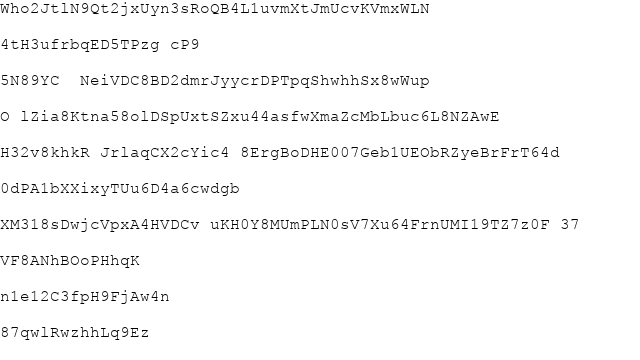 Who2JtlN9Qt2jxUyn3sRoQB4L1uvmXtJmUcvKVmxWLN
4tH3ufrbqED5TPzg cP9
5N89YC  NeiVDC8BD2dmrJyycrDPTpqShwhhSx8wWup
O lZia8Ktna58olDSpUxtSZxu44asfwXmaZcMbLbuc6L8NZAwE
H32v8khkR JrlaqCX2cYic4 8ErgBoDHE007Geb1UEObRZyeBrFrT64d
0dPA1bXXixyTUu6D4a6cwdgb
XM318sDwjcVpxA4HVDCv uKH0Y8MUmPLN0sV7Xu64FrnUMI19TZ7z0F 37
VF8ANhBOoPHhqK
n1e12C3fpH9FjAw4n
87qwlRwzhhLq9Ez